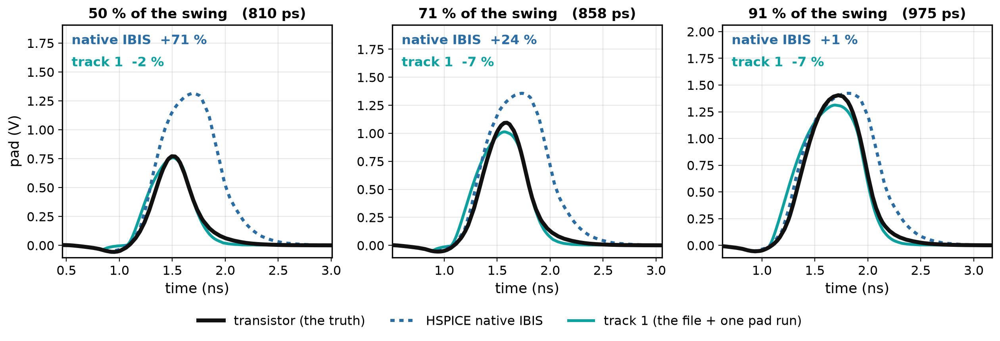 50 % of the swing   (810 ps)
native IBIS  +71 %
track 1  -2 %
1.75
1.50
1.25
1.00
0.75
0.50
0.25
0.00
pad (V)
0.5 1.0 1.5 2.0 2.5 3.0
time (ns)
71 % of the swing   (858 ps)
native IBIS  +24 %
track 1  -7 %
1.75
1.50
1.25
1.00
0.75
0.50
0.25
0.00
1.0 1.5 2.0 2.5 3.0
time (ns)
91 % of the swing   (975 ps)
native IBIS  +1 %
track 1  -7 %
2.00
1.75
1.50
1.25
1.00
0.75
0.50
0.25
0.00
1.0 1.5 2.0 2.5 3.0
time (ns)
transistor (the truth)
HSPICE native IBIS
track 1 (the file + one pad run)